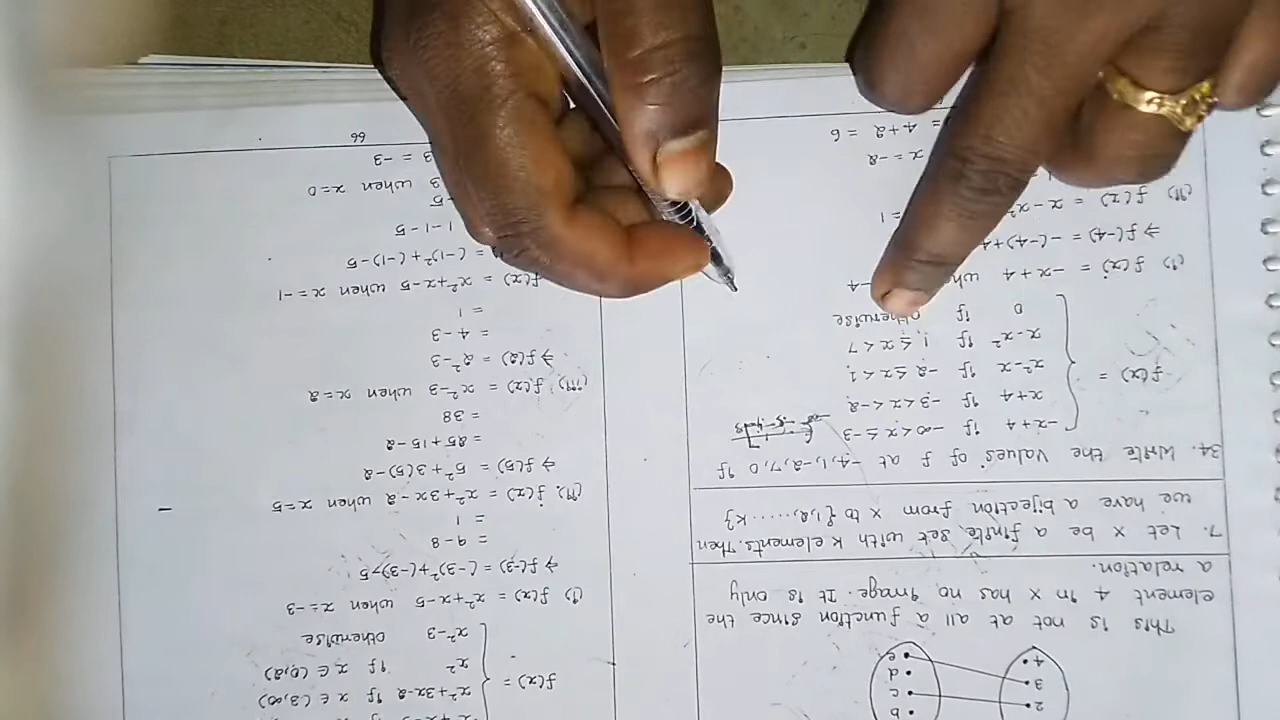 b
c
d
e
2
3
4
This is not at all a function since the
element 4 in x has no image. It is only
a relation.
7. Let x be a finite set with k elements. Then
we have a bijection from x to {1,2,......k}
34. Write the values of f at -4,1,-2,7,0 if
-x+4 if -∞<x≤-3
x+4 if -3<x<-2
f(x) = x²-x if -2≤x<1
x-x² if 1≤x<7
0 if otherwise
(i) f(x) = -x+4 -4
⇒ f(-4) = -(-4)+4
(ii) f(x) = x-x² =1
x=-2
= 4+2 = 6
x²+3x-2 if x∈(3,∞)
f(x) = x² if x∈(0,2)
x²-3 otherwise
(i) f(x) = x²+x-5 when x=-3
⇒ f(-3) = (-3)²+(-3)-5
= 9-8
= 1
(ii) f(x) = x²+3x-2 when x=5
⇒ f(5) = 5²+3(5)-2
= 25+15-2
= 38
(iii) f(x) = x²-3 when x=2
⇒ f(2) = 2²-3
= 4-3
= 1
f(x) = x²+x-5 when x=-1
= (-1)²+(-1)-5
1-1-5
-5
3 when x=0
3 = -3
66